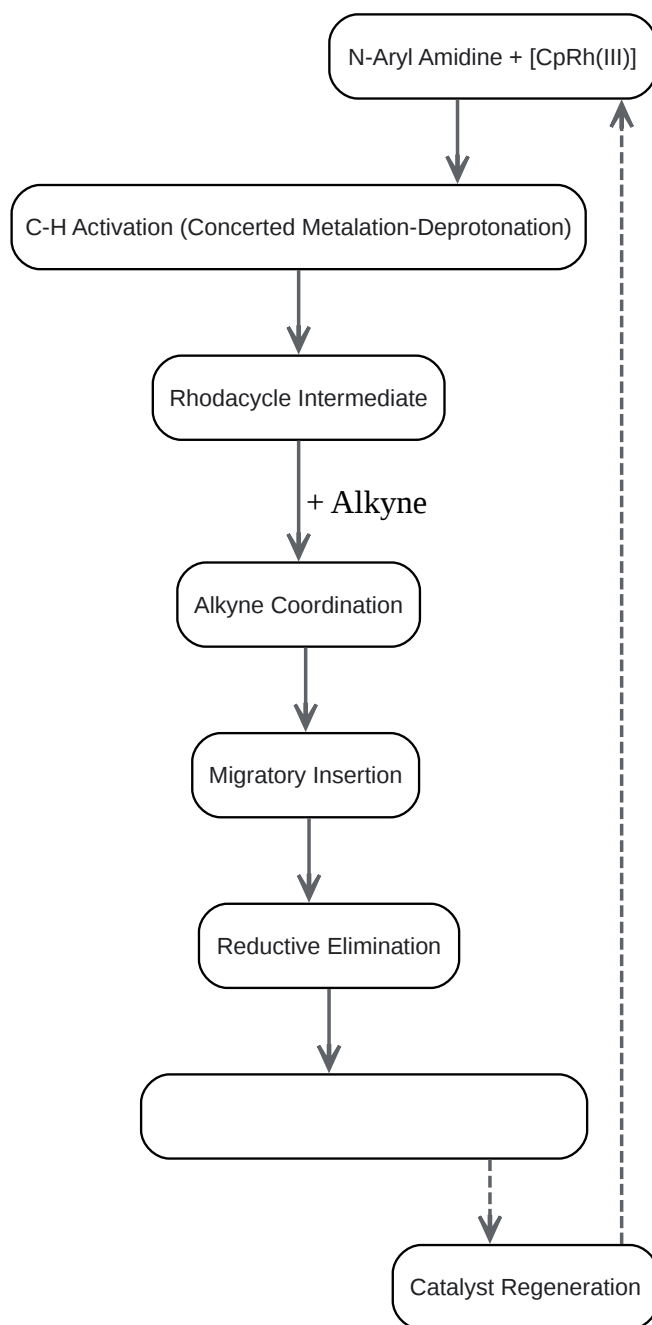 N-Aryl Amidine + [CpRh(III)]
C-H Activation (Concerted Metalation-Deprotonation)
Rhodacycle Intermediate
+ Alkyne
Alkyne Coordination
Migratory Insertion
Reductive Elimination
Catalyst Regeneration